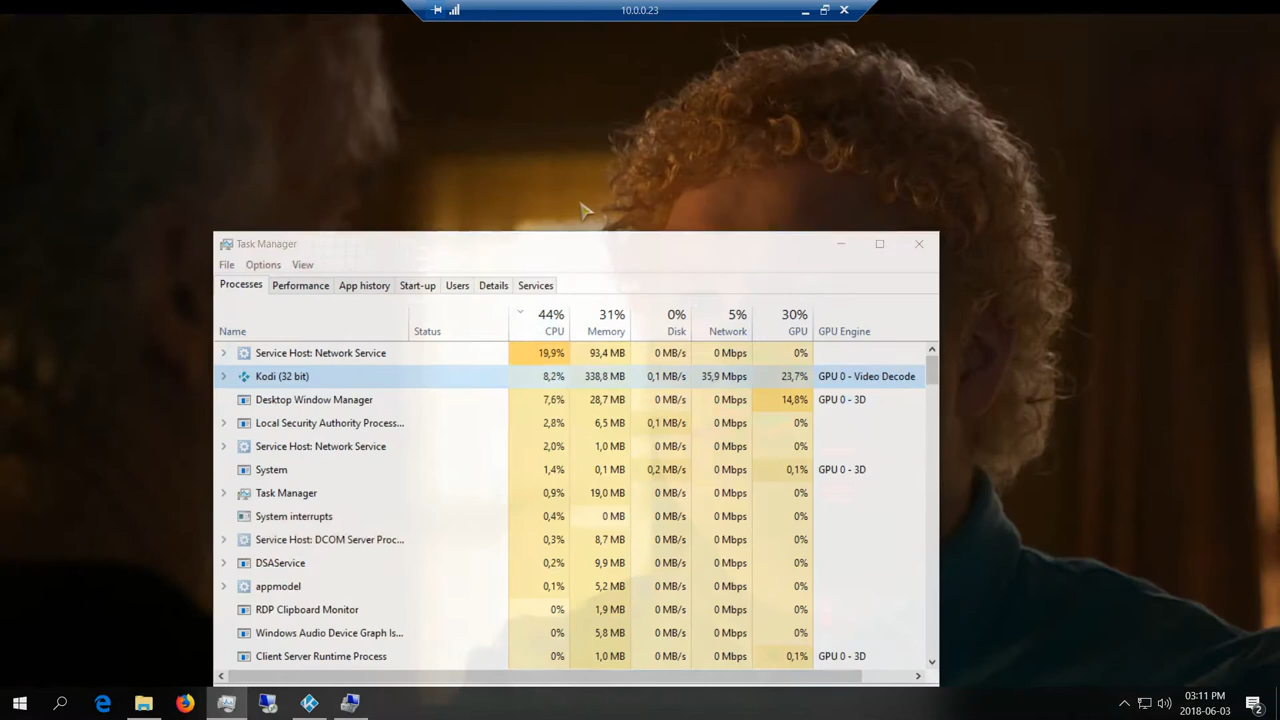 10.0.0.23
Task Manager
File Options View
Processes Performance App history Start-up Users Details Services
44% 31% 0% 5% 30%
Name Status CPU Memory Disk Network GPU GPU Engine
Service Host: Network Service 19,9% 93,4 MB 0 MB/s 0 Mbps 0%
Kodi (32 bit) 8,2% 338,8 MB 0,1 MB/s 35,9 Mbps 23,7% GPU 0 - Video Decode
Desktop Window Manager 7,6% 28,7 MB 0 MB/s 0 Mbps 14,8% GPU 0 - 3D
Local Security Authority Process... 2,8% 6,5 MB 0,1 MB/s 0 Mbps 0%
Service Host: Network Service 2,0% 1,0 MB 0 MB/s 0 Mbps 0%
System 1,4% 0,1 MB 0,2 MB/s 0 Mbps 0,1% GPU 0 - 3D
Task Manager 0,9% 19,0 MB 0 MB/s 0 Mbps 0%
System interrupts 0,4% 0 MB 0 MB/s 0 Mbps 0%
Service Host: DCOM Server Proc... 0,3% 8,7 MB 0 MB/s 0 Mbps 0%
DSAService 0,2% 9,9 MB 0 MB/s 0 Mbps 0%
appmodel 0,1% 5,2 MB 0 MB/s 0 Mbps 0%
RDP Clipboard Monitor 0% 1,9 MB 0 MB/s 0 Mbps 0%
Windows Audio Device Graph Is... 0% 5,8 MB 0 MB/s 0 Mbps 0%
Client Server Runtime Process 0% 1,0 MB 0 MB/s 0 Mbps 0,1% GPU 0 - 3D
03:11 PM
2018-06-03
2